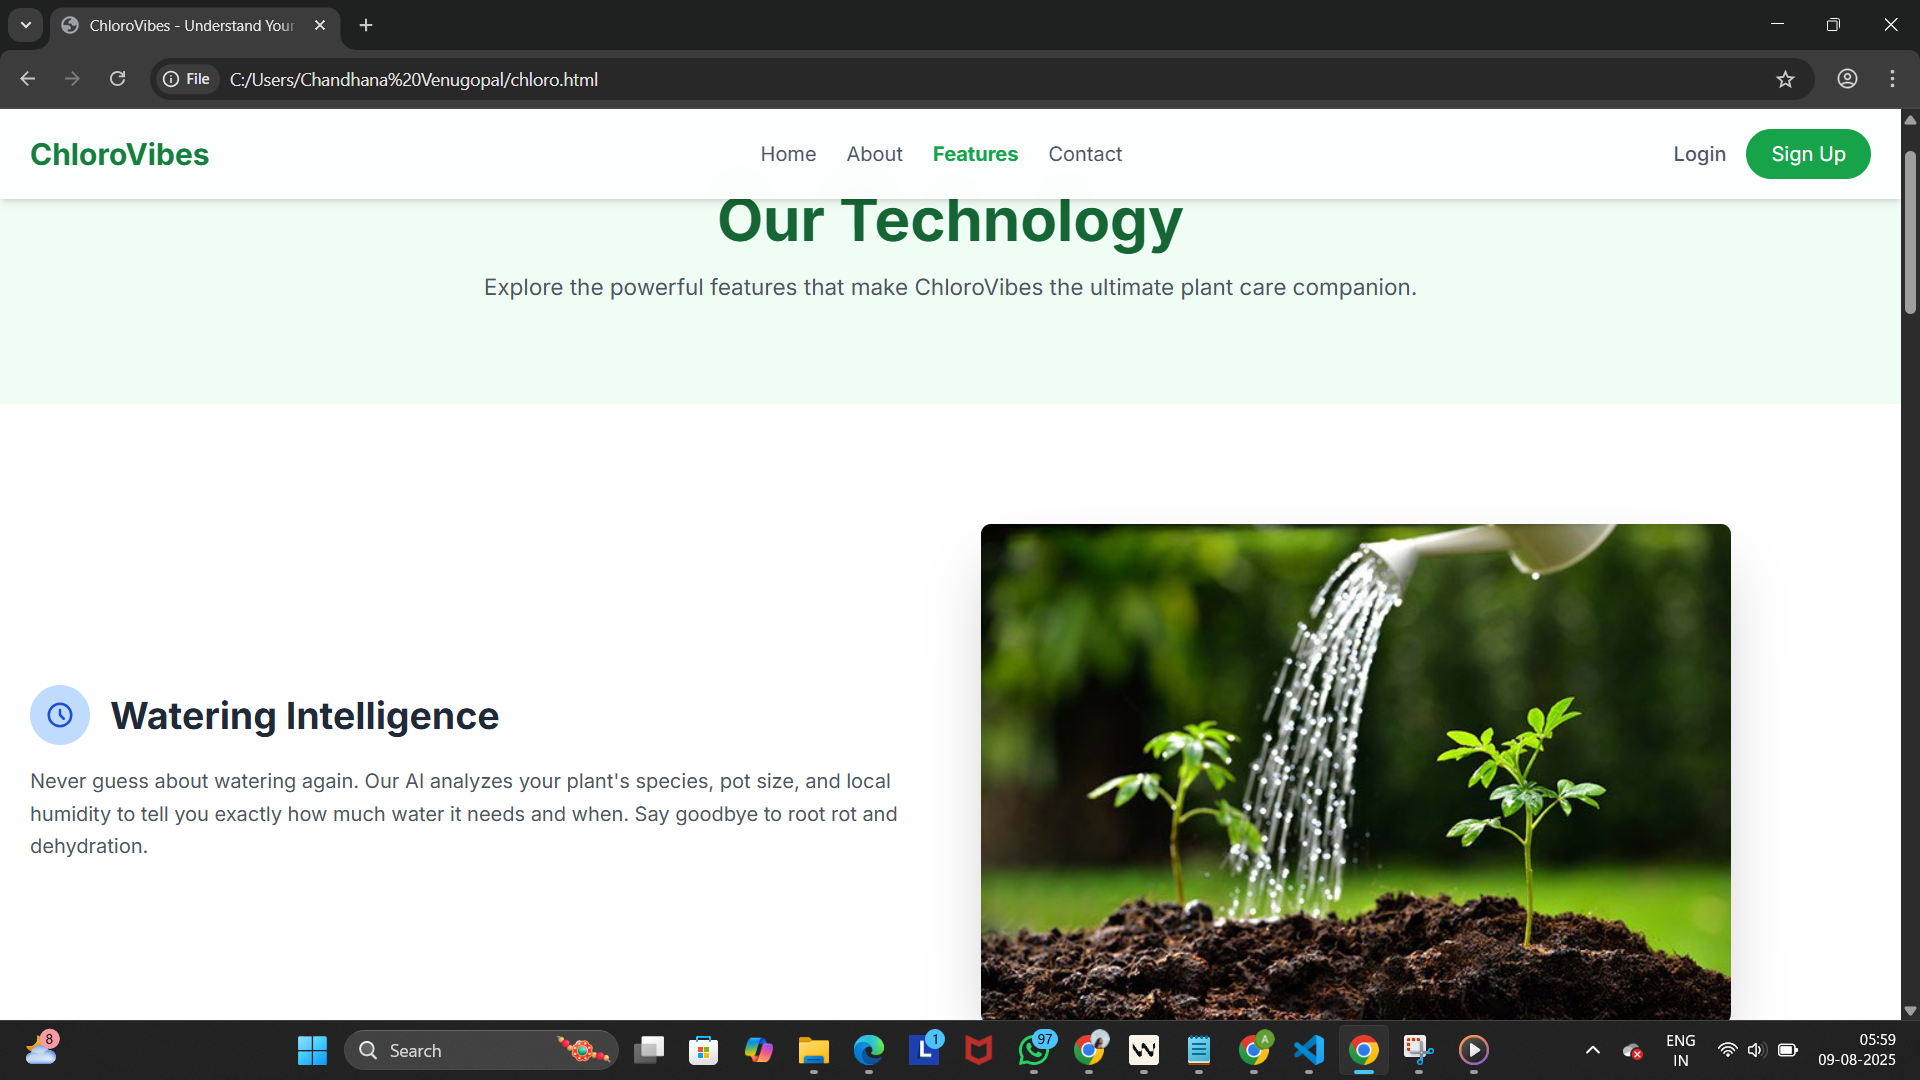 ChloroVibes - Understand Your
File
C:/Users/Chandhana%20Venugopal/chloro.html
ChloroVibes
Home
About
Features
Contact
Login
Sign Up
Our Technology
Explore the powerful features that make ChloroVibes the ultimate plant care companion.
Watering Intelligence
Never guess about watering again. Our AI analyzes your plant's species, pot size, and local
humidity to tell you exactly how much water it needs and when. Say goodbye to root rot and
dehydration.
8
Search
L
1
97
A
ENG
IN
05:59
09-08-2025